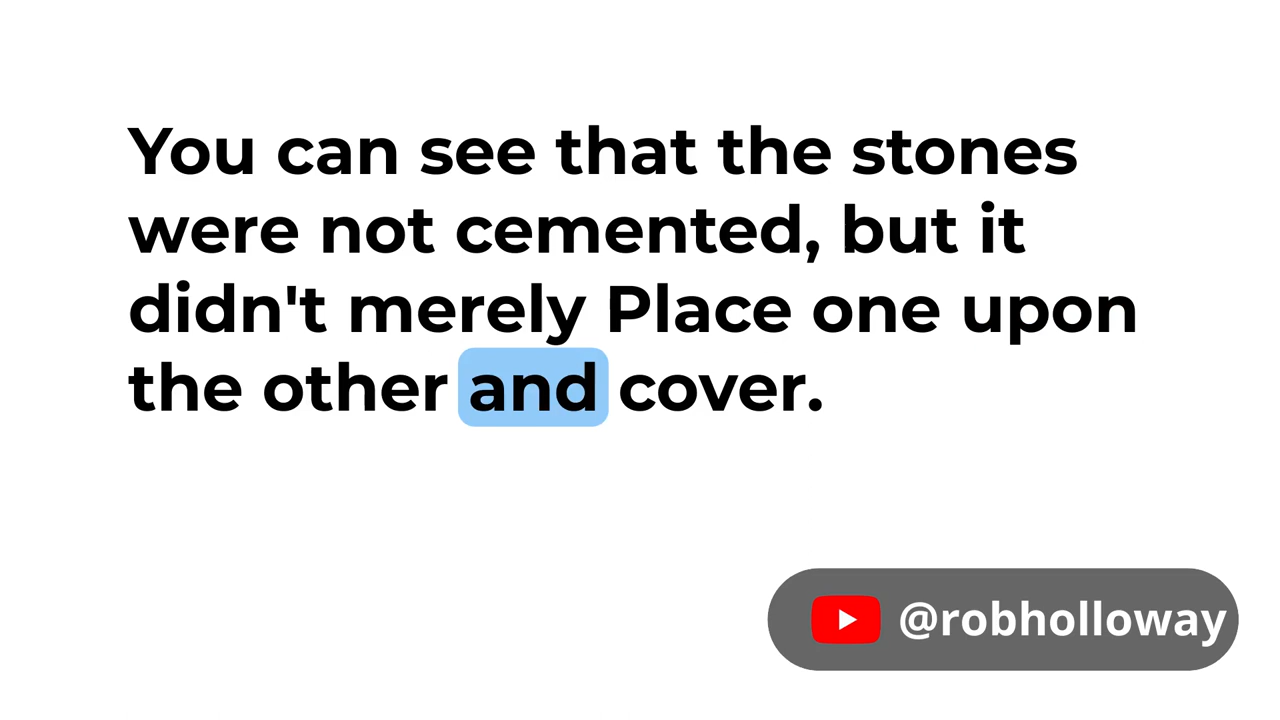 You can see that the stones
were not cemented, but it
didn't merely Place one upon
the other and cover.
@robholloway